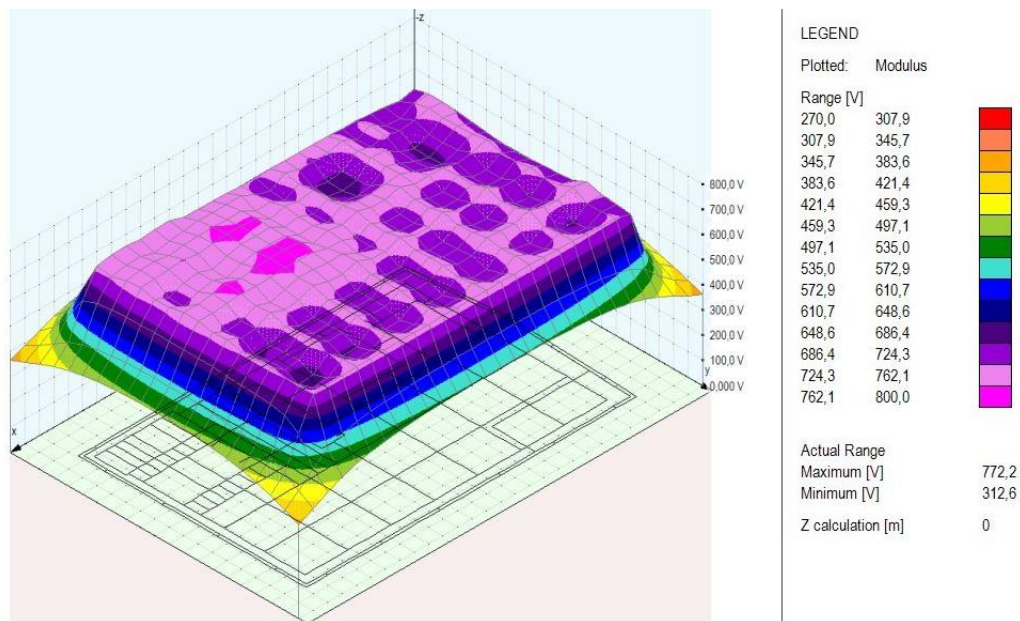 -z
800,0 V
700,0 V
600,0 V
500,0 V
400,0 V
300,0 V
200,0 V
100,0 V
0,000 V
y
x
LEGEND
Plotted: Modulus
Range [V]
270,0 307,9
307,9 345,7
345,7 383,6
383,6 421,4
421,4 459,3
459,3 497,1
497,1 535,0
535,0 572,9
572,9 610,7
610,7 648,6
648,6 686,4
686,4 724,3
724,3 762,1
762,1 800,0
Actual Range
Maximum [V] 772,2
Minimum [V] 312,6
Z calculation [m] 0